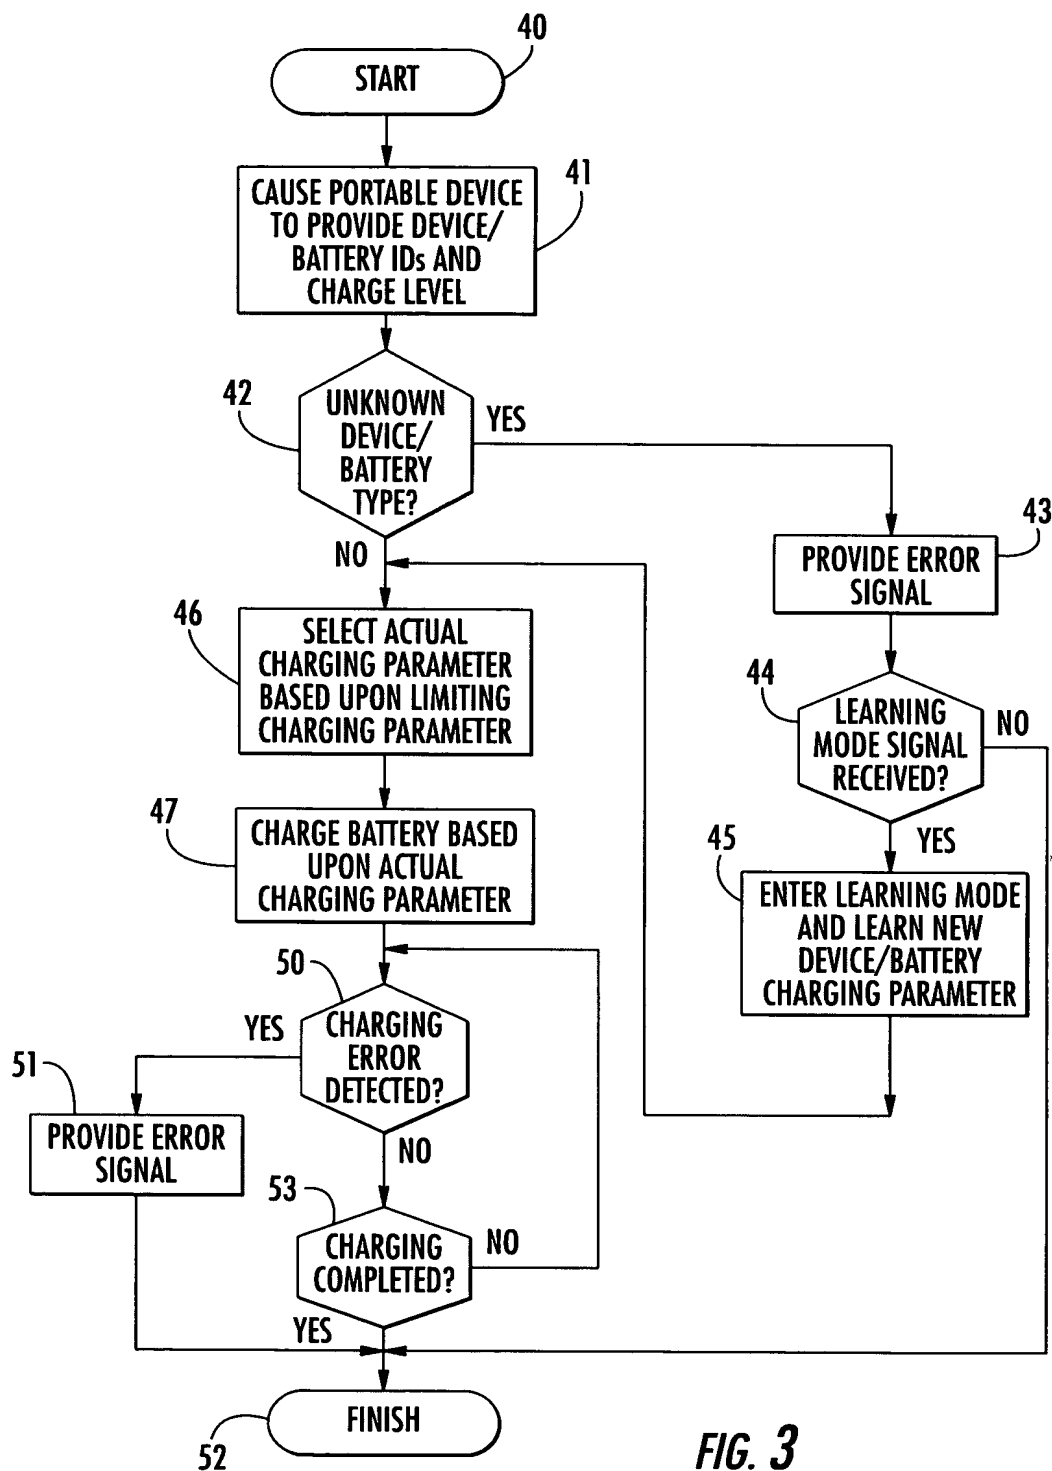 40
START
41
CAUSE PORTABLE DEVICE
TO PROVIDE DEVICE/
BATTERY IDs AND
CHARGE LEVEL
42
UNKNOWN
DEVICE/
BATTERY
TYPE?
YES
NO
43
PROVIDE ERROR
SIGNAL
46
SELECT ACTUAL
CHARGING PARAMETER
BASED UPON LIMITING
CHARGING PARAMETER
44
LEARNING
MODE SIGNAL
RECEIVED?
NO
YES
47
CHARGE BATTERY BASED
UPON ACTUAL
CHARGING PARAMETER
45
ENTER LEARNING MODE
AND LEARN NEW
DEVICE/BATTERY
CHARGING PARAMETER
50
CHARGING
ERROR
DETECTED?
YES
NO
51
PROVIDE ERROR
SIGNAL
53
CHARGING
COMPLETED?
NO
YES
FINISH
52
FIG. 3